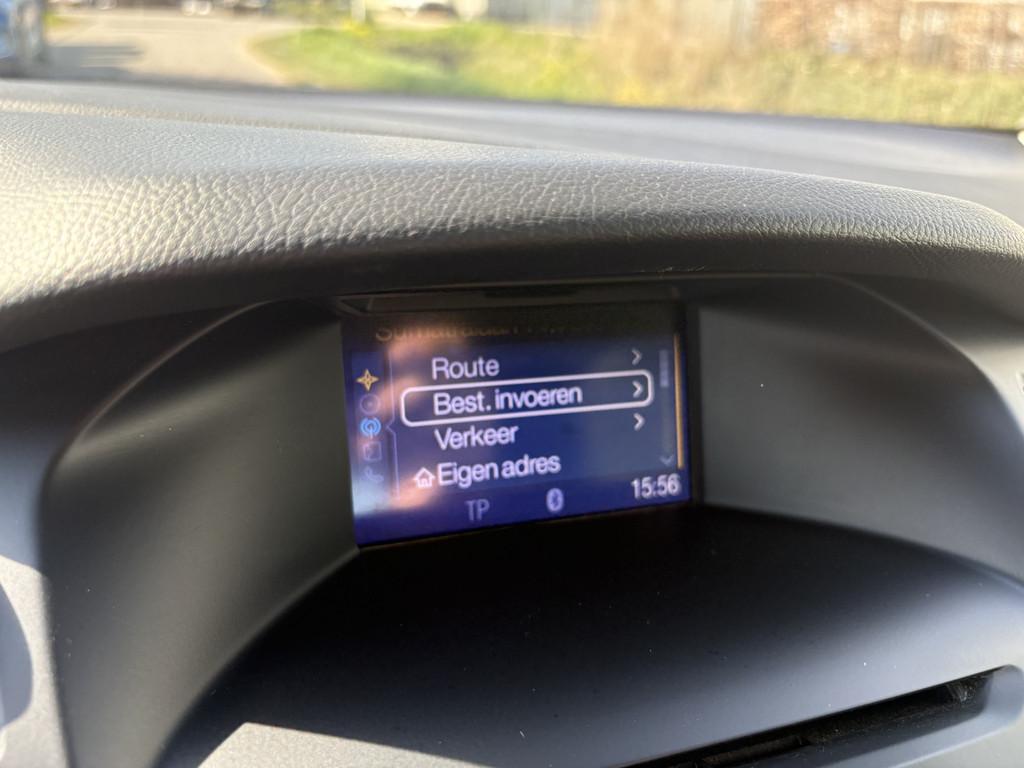 Route
Best. invoeren
Verkeer
Eigen adres
TP
15:56